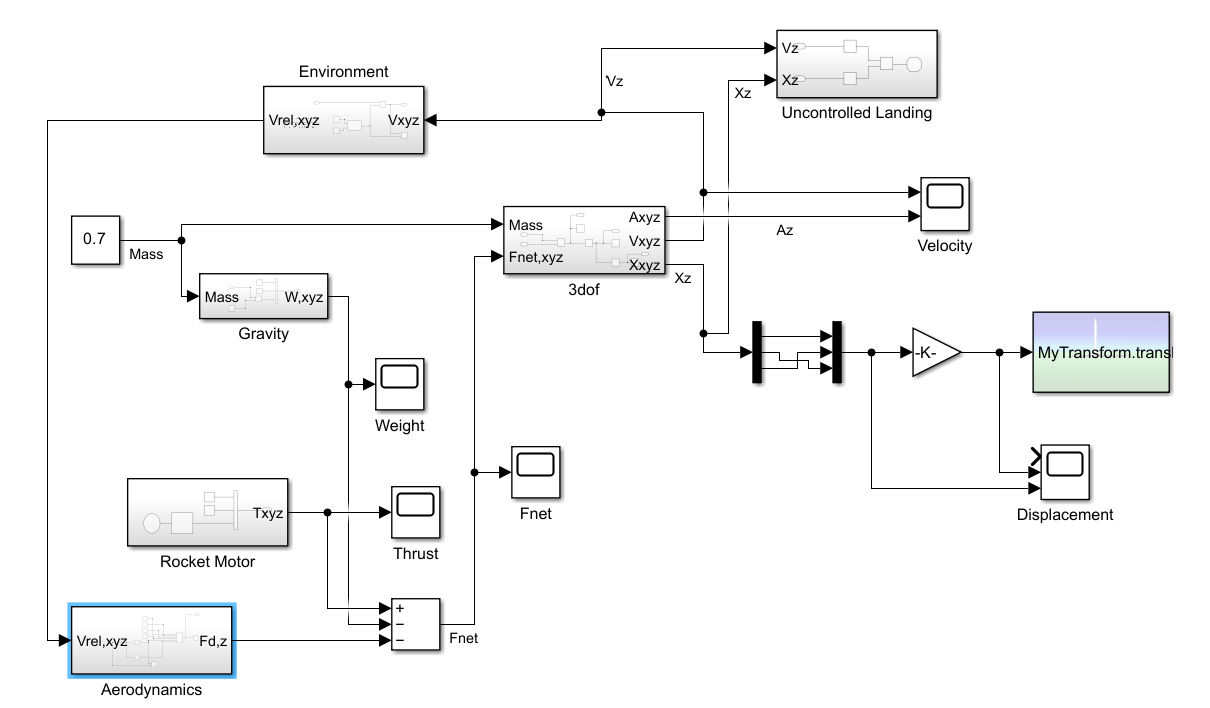 Environment
Vrel,xyz
Vxyz
'Vz
Xz
Vz
Xz
Uncontrolled Landing
0.7
Mass
Mass
Fnet,xyz
Axyz
Vxyz
Xxyz
3dof
Az
Xz
Velocity
Mass
W,xyz
Gravity
Weight
-K-
MyTransform.transl
Displacement
Fnet
Txyz
Rocket Motor
Thrust
Vrel,xyz
Fd,z
Aerodynamics
+
−
−
Fnet